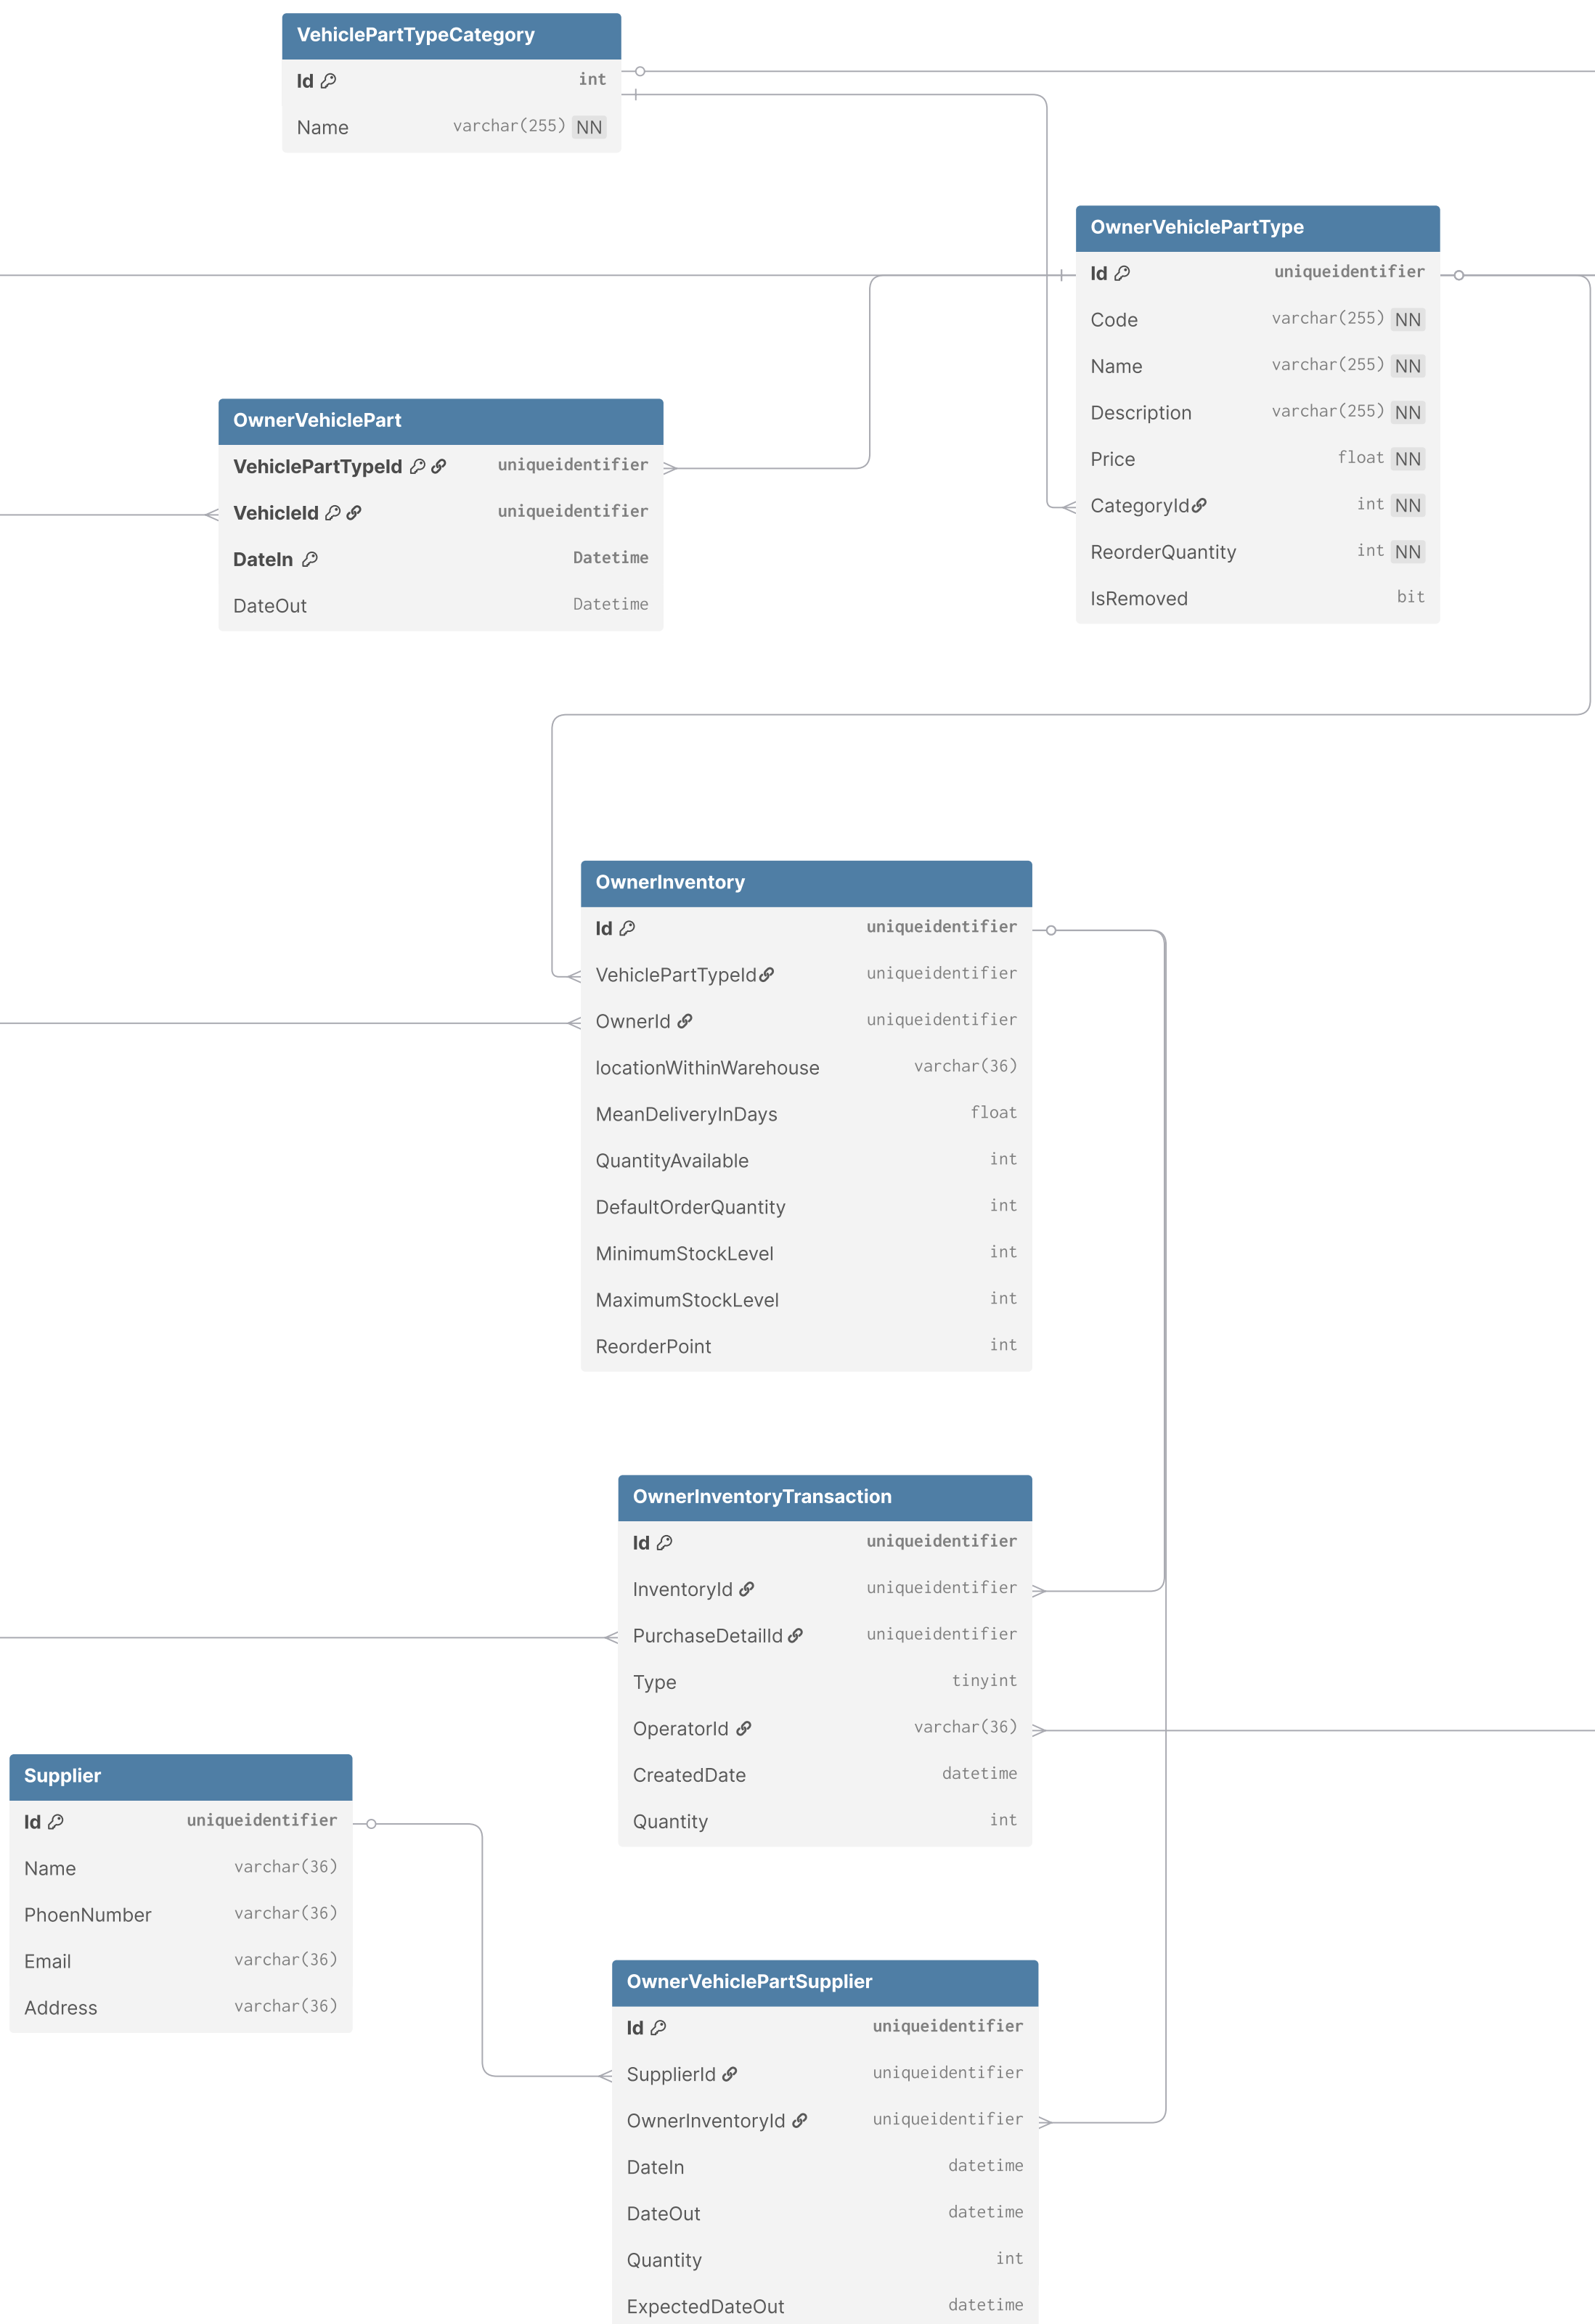 VehiclePartTypeCategory
Id int
Name varchar(255) NN
OwnerVehiclePartType
Id uniqueidentifier
Code varchar(255) NN
Name varchar(255) NN
Description varchar(255) NN
Price float NN
CategoryId int NN
ReorderQuantity int NN
IsRemoved bit
OwnerVehiclePart
VehiclePartTypeId uniqueidentifier
VehicleId uniqueidentifier
DateIn Datetime
DateOut Datetime
OwnerInventory
Id uniqueidentifier
VehiclePartTypeId uniqueidentifier
OwnerId uniqueidentifier
locationWithinWarehouse varchar(36)
MeanDeliveryInDays float
QuantityAvailable int
DefaultOrderQuantity int
MinimumStockLevel int
MaximumStockLevel int
ReorderPoint int
OwnerInventoryTransaction
Id uniqueidentifier
InventoryId uniqueidentifier
PurchaseDetailId uniqueidentifier
Type tinyint
OperatorId varchar(36)
CreatedDate datetime
Quantity int
Supplier
Id uniqueidentifier
Name varchar(36)
PhoenNumber varchar(36)
Email varchar(36)
Address varchar(36)
OwnerVehiclePartSupplier
Id uniqueidentifier
SupplierId uniqueidentifier
OwnerInventoryId uniqueidentifier
DateIn datetime
DateOut datetime
Quantity int
ExpectedDateOut datetime